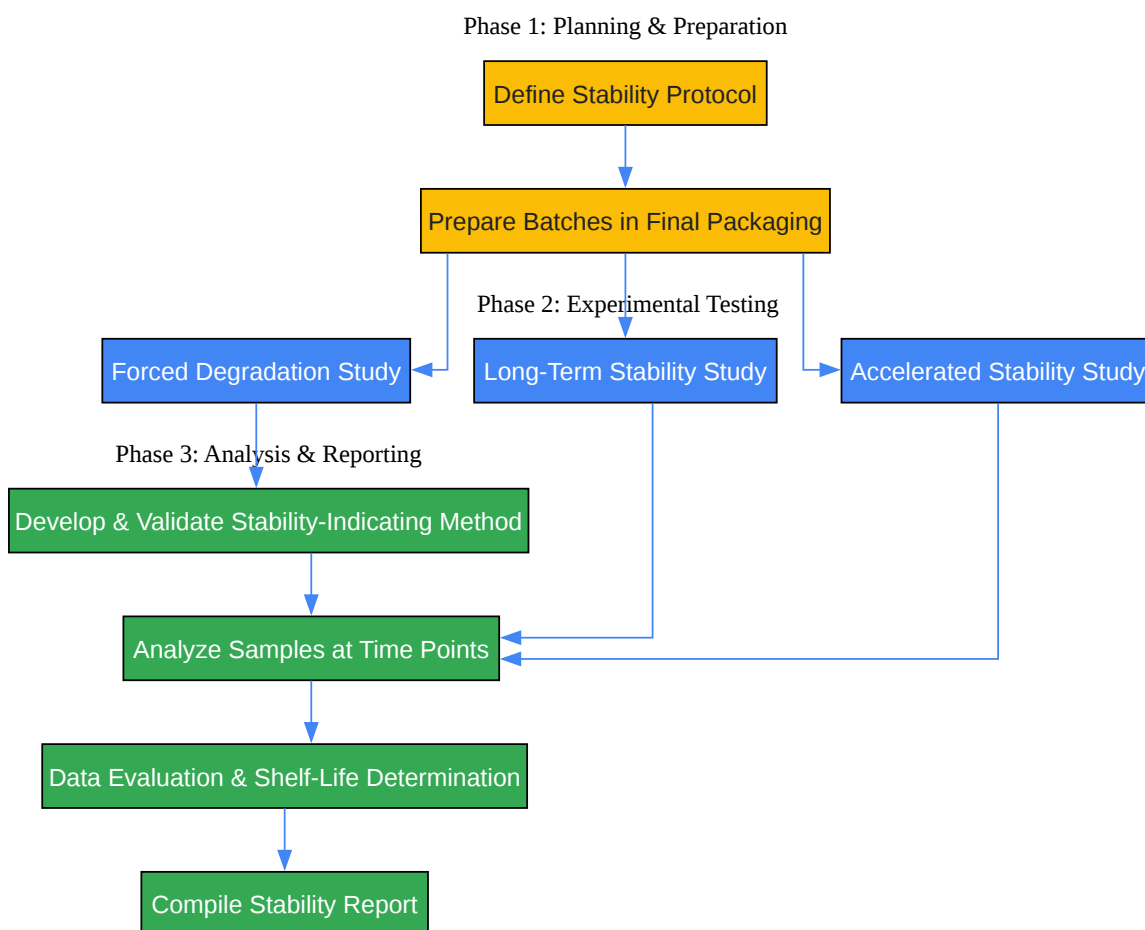 Phase 1: Planning & Preparation
Define Stability Protocol
Prepare Batches in Final Packaging
Phase 2: Experimental Testing
Forced Degradation Study
Long-Term Stability Study
Accelerated Stability Study
Phase 3: Analysis & Reporting
Develop & Validate Stability-Indicating Method
Analyze Samples at Time Points
Data Evaluation & Shelf-Life Determination
Compile Stability Report